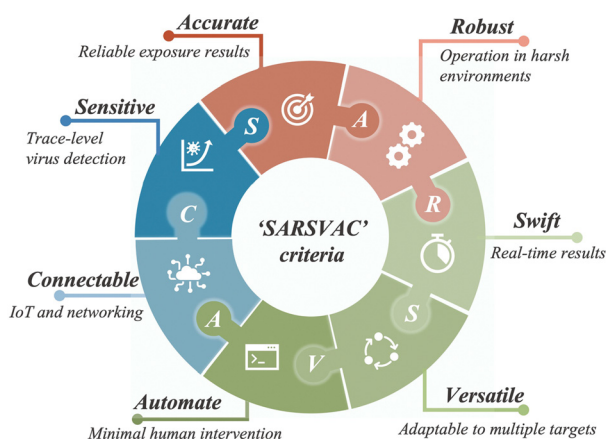 Accurate
Reliable exposure results
Robust
Operation in harsh
environments
Sensitive
Trace-level
virus detection
S
A
C
R
'SARSVAC'
criteria
Swift
Real-time results
Connectable
IoT and networking
A
V
S
>_
Automate
Minimal human intervention
Versatile
Adaptable to multiple targets